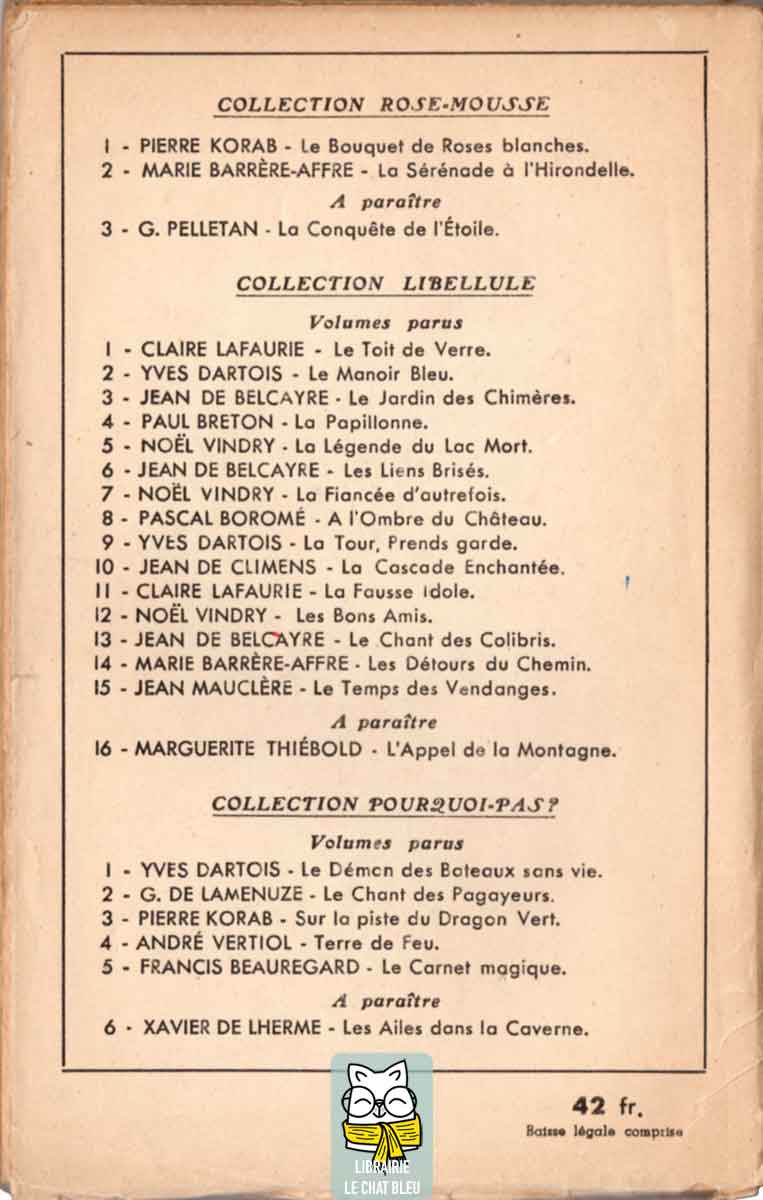 COLLECTION ROSE-MOUSSE
1 - PIERRE KORAB - Le Bouquet de Roses blanches.
2 - MARIE BARRÈRE-AFFRE - La Sérénade à l'Hirondelle.
A paraître
3 - G. PELLETAN - La Conquête de l'Étoile.
COLLECTION LIBELLULE
Volumes parus
1 - CLAIRE LAFAURIE - Le Toit de Verre.
2 - YVES DARTOIS - Le Manoir Bleu.
3 - JEAN DE BELCAYRE - Le Jardin des Chimères.
4 - PAUL BRETON - La Papillonne.
5 - NOËL VINDRY - La Légende du Lac Mort.
6 - JEAN DE BELCAYRE - Les Liens Brisés.
7 - NOËL VINDRY - La Fiancée d'autrefois.
8 - PASCAL BOROMÉ - A l'Ombre du Château.
9 - YVES DARTOIS - La Tour, Prends garde.
10 - JEAN DE CLIMENS - La Cascade Enchantée.
11 - CLAIRE LAFAURIE - La Fausse Idole.
12 - NOËL VINDRY - Les Bons Amis.
13 - JEAN DE BELCAYRE - Le Chant des Colibris.
14 - MARIE BARRÈRE-AFFRE - Les Détours du Chemin.
15 - JEAN MAUCLÈRE - Le Temps des Vendanges.
A paraître
16 - MARGUERITE THIÉBOLD - L'Appel de la Montagne.
COLLECTION POURQUOI-PAS?
Volumes parus
1 - YVES DARTOIS - Le Démon des Bateaux sans vie.
2 - G. DE LAMENUZE - Le Chant des Pagayeurs.
3 - PIERRE KORAB - Sur la piste du Dragon Vert.
4 - ANDRÉ VERTIOL - Terre de Feu.
5 - FRANCIS BEAUREGARD - Le Carnet magique.
A paraître
6 - XAVIER DE LHERME - Les Ailes dans la Caverne.
42 fr.
Baisse légale comprise
LIBRAIRIE
LE CHAT BLEU